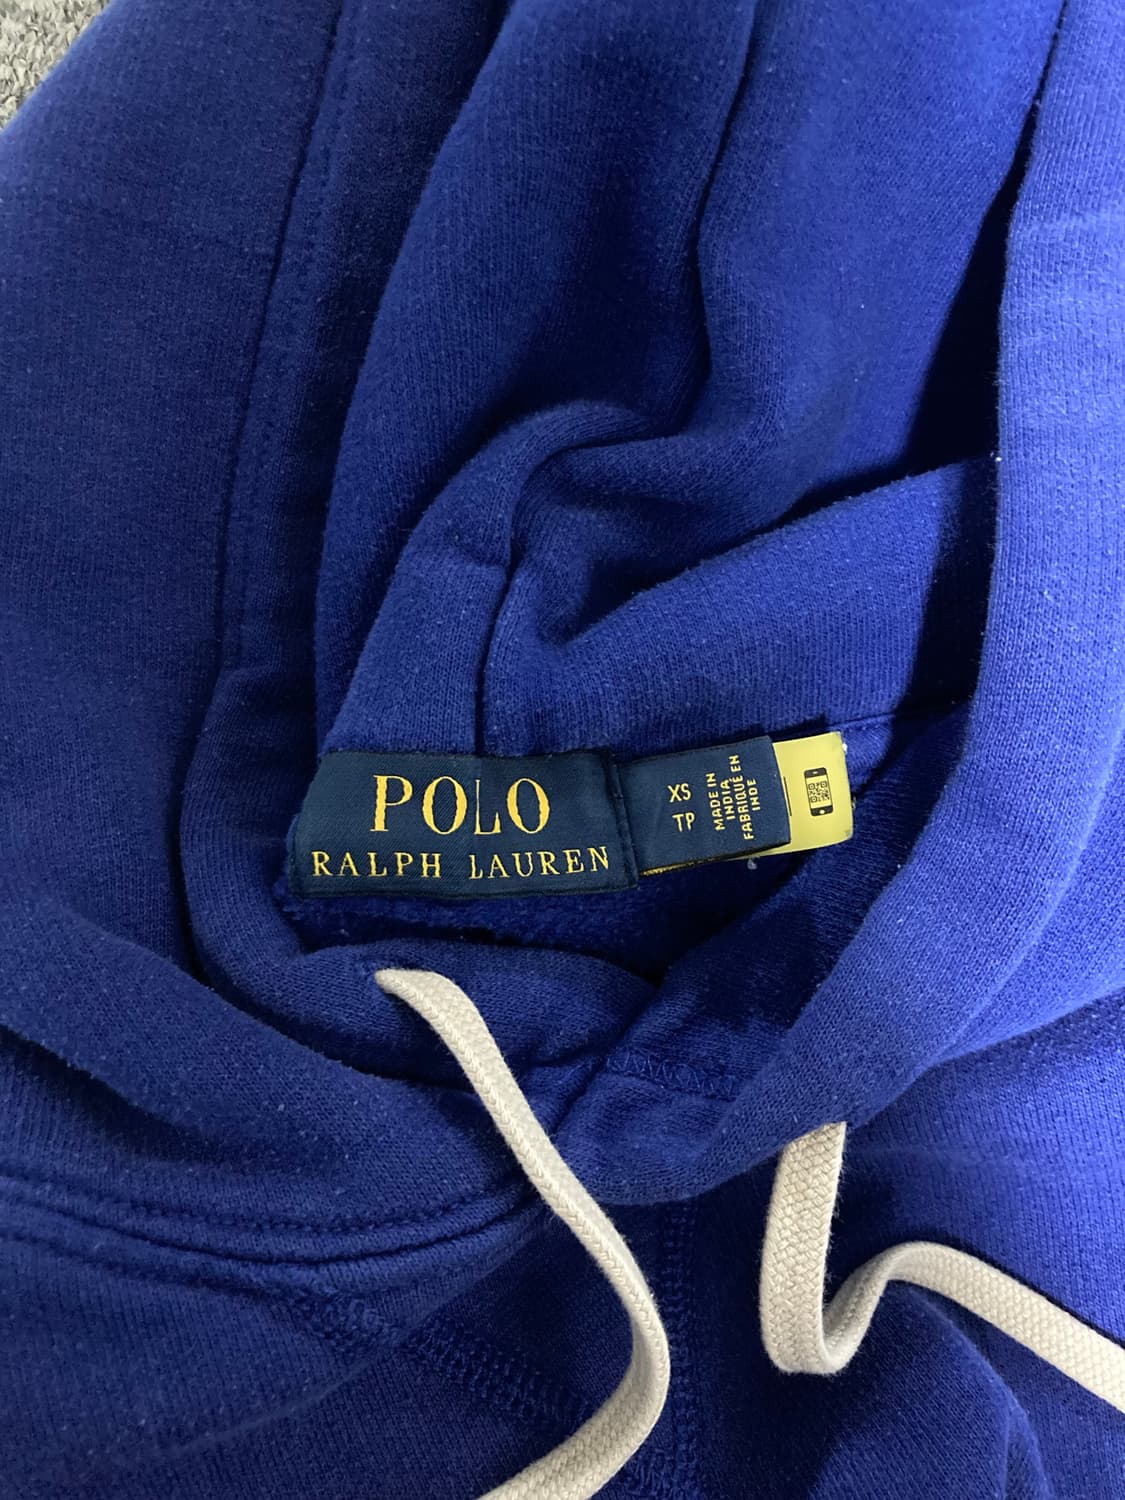 POLO
RALPH LAUREN
XS
TP
MADE IN
INDIA
FABRIQUÉ EN
INDE